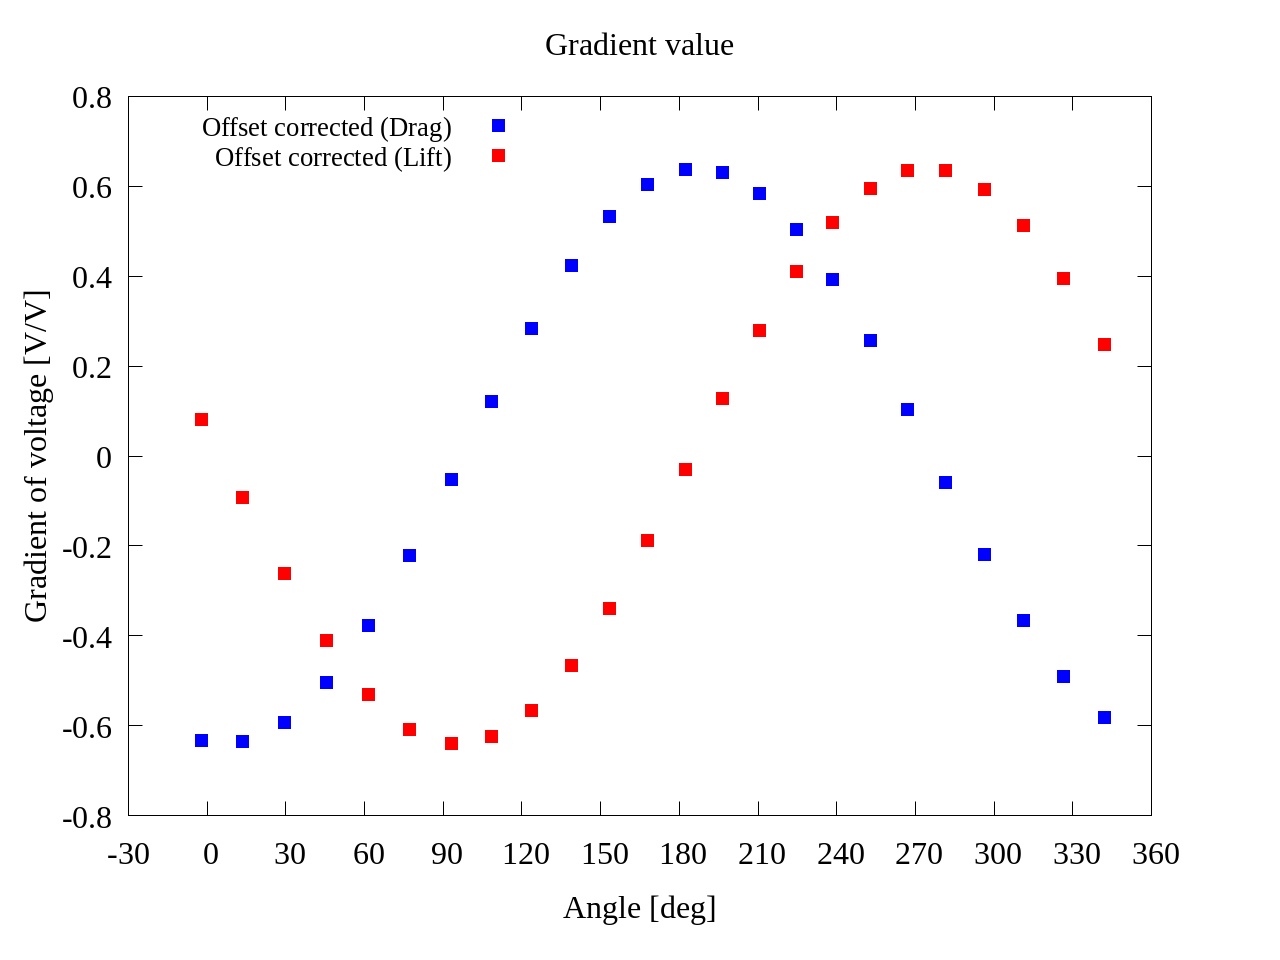 Gradient value
0.8
Offset corrected (Drag)
Offset corrected (Lift)
0.6
0.4
0.2
0
-0.2
-0.4
-0.6
-0.8
Gradient of voltage [V/V]
-30 0 30 60 90 120 150 180 210 240 270 300 330 360
Angle [deg]